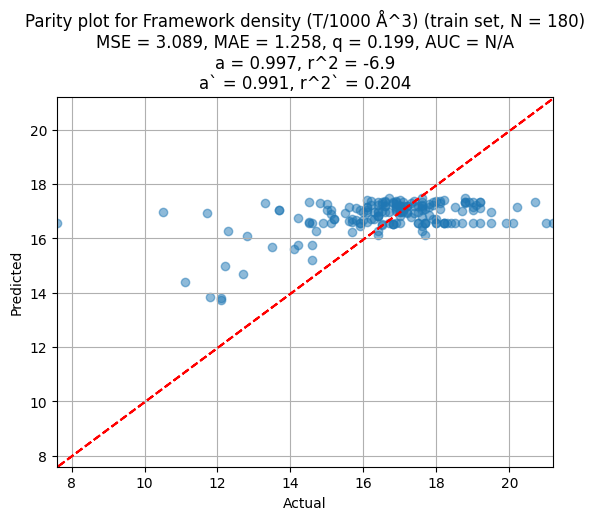 Parity plot for Framework density (T/1000 Å^3) (train set, N = 180)
MSE = 3.089, MAE = 1.258, q = 0.199, AUC = N/A
a = 0.997, r^2 = -6.9
a` = 0.991, r^2` = 0.204
20
18
16
14
12
10
8
Predicted
8 10 12 14 16 18 20
Actual